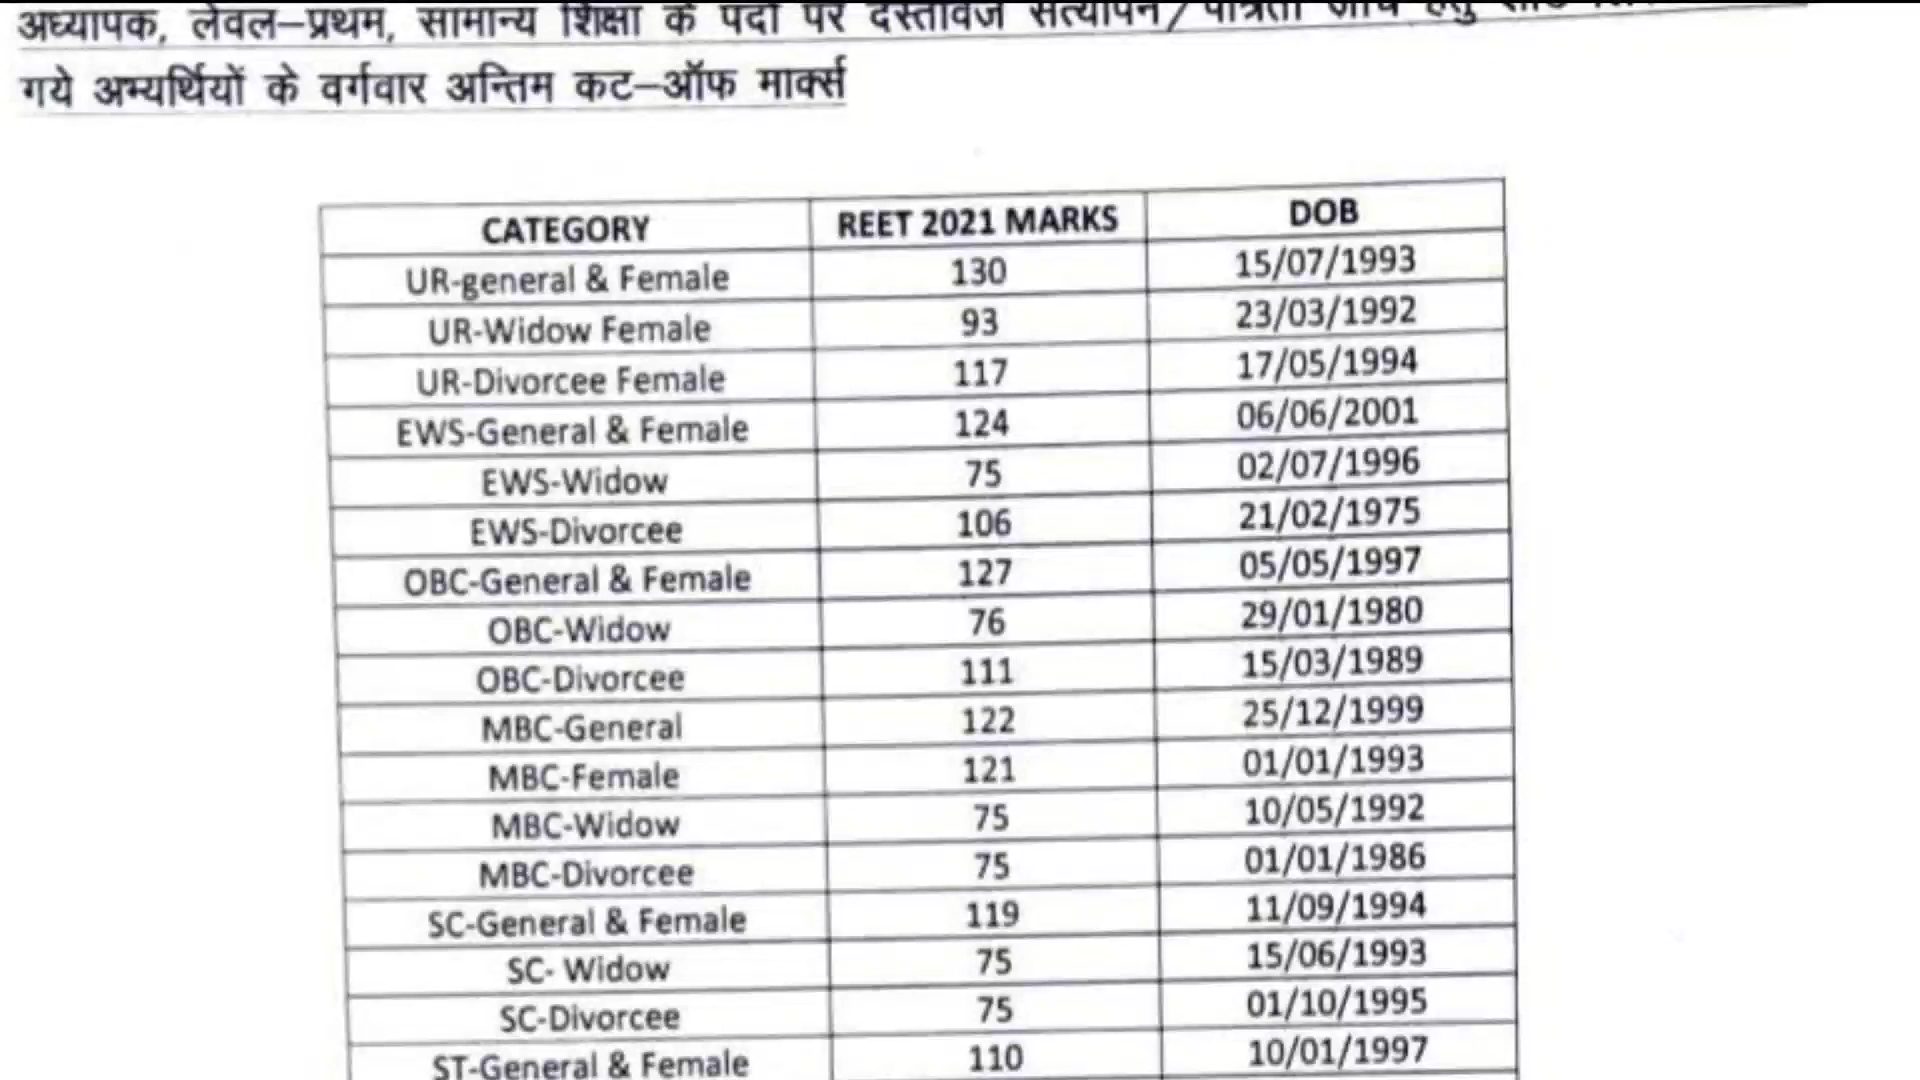 अध्यापक, लेवल–प्रथम, सामान्य शिक्षा के पदों पर दस्तावेज सत्यापन/पात्रता जांच हेतु
गये अभ्यर्थियों के वर्गवार अन्तिम कट–ऑफ मार्क्स
CATEGORY REET 2021 MARKS DOB
UR-general & Female 130 15/07/1993
UR-Widow Female 93 23/03/1992
UR-Divorcee Female 117 17/05/1994
EWS-General & Female 124 06/06/2001
EWS-Widow 75 02/07/1996
EWS-Divorcee 106 21/02/1975
OBC-General & Female 127 05/05/1997
OBC-Widow 76 29/01/1980
OBC-Divorcee 111 15/03/1989
MBC-General 122 25/12/1999
MBC-Female 121 01/01/1993
MBC-Widow 75 10/05/1992
MBC-Divorcee 75 01/01/1986
SC-General & Female 119 11/09/1994
SC- Widow 75 15/06/1993
SC-Divorcee 75 01/10/1995
ST-General & Female 110 10/01/1997